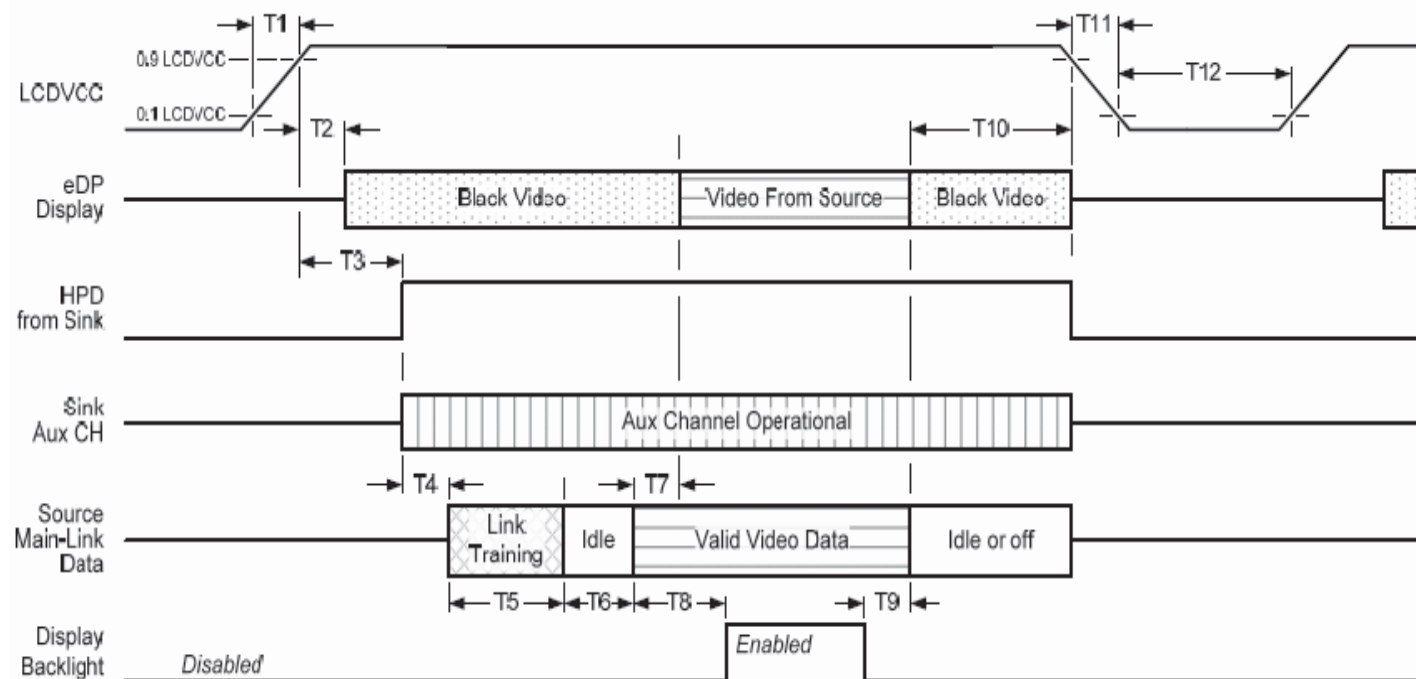 T1
T11
0.9 LCDVCC
T12
LCDVCC
0.1 LCDVCC
T2
T10
eDP
Display
Black Video
Video From Source
Black Video
T3
HPD
from Sink
Sink
Aux CH
Aux Channel Operational
T4
T7
Source
Main-Link
Data
Link
Training
Idle
Valid Video Data
Idle or off
T5
T6
T8
T9
Display
Backlight
Disabled
Enabled